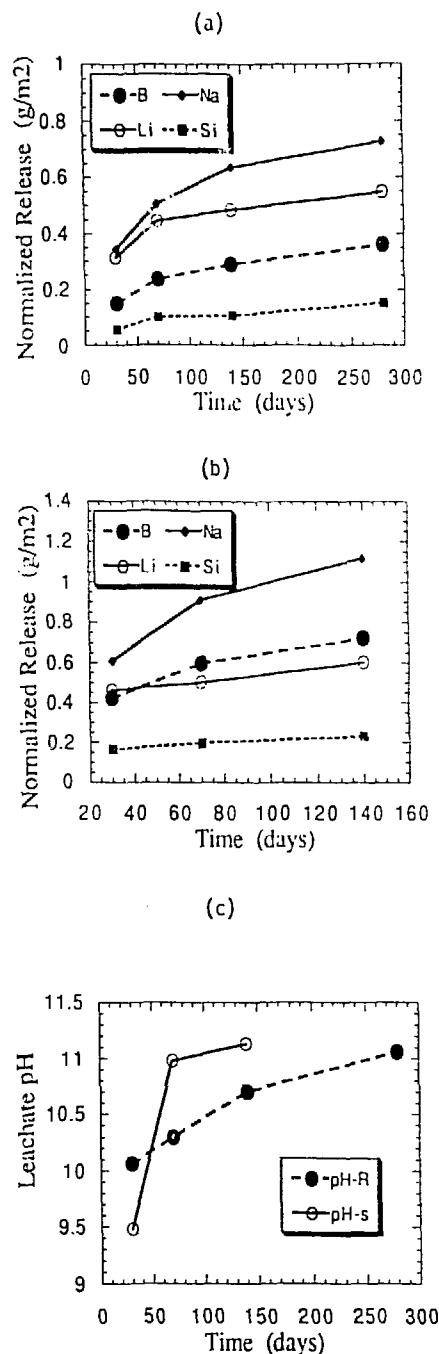 (a)
Normalized Release (g/m2)
1
0.8
0.6
0.4
0.2
0
B Na
Li Si
0 50 100 150 200 250 300
Time (days)
(b)
Normalized Release (g/m2)
1.4
1.2
1
0.8
0.6
0.4
0.2
0
B Na
Li Si
20 40 60 80 100 120 140 160
Time (days)
(c)
Leachate pH
11.5
11
10.5
10
9.5
9
pH-R
pH-s
0 50 100 150 200 250 300
Time (days)